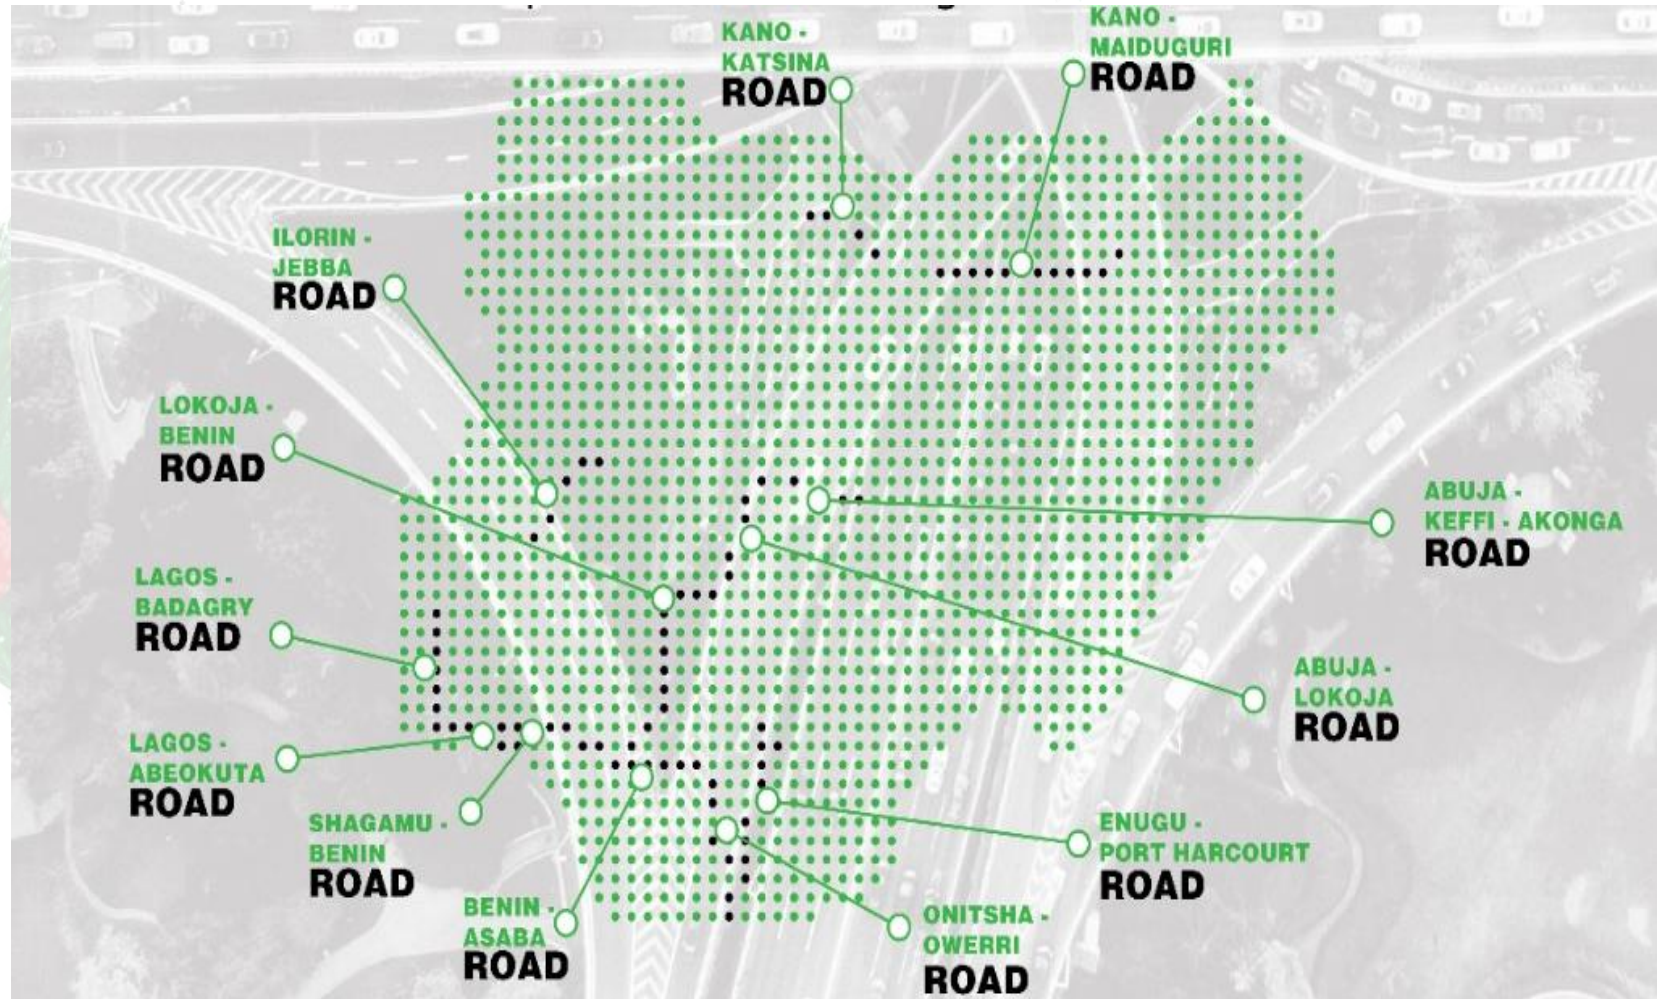 KANO -
KATSINA
ROAD
KANO -
MAIDUGURI
ROAD
ILORIN -
JEBBA
ROAD
LOKOJA -
BENIN
ROAD
ABUJA -
KEFFI - AKONGA
ROAD
LAGOS -
BADAGRY
ROAD
ABUJA -
LOKOJA
ROAD
LAGOS -
ABEOKUTA
ROAD
SHAGAMU -
BENIN
ROAD
ENUGU -
PORT HARCOURT
ROAD
BENIN -
ASABA
ROAD
ONITSHA -
OWERRI
ROAD